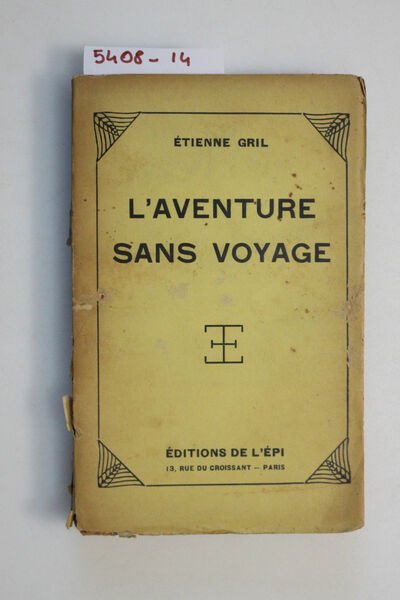 5408-14
ÉTIENNE GRIL
L'AVENTURE
SANS VOYAGE
ÉDITIONS DE L'ÉPI
13, RUE DU CROISSANT – PARIS